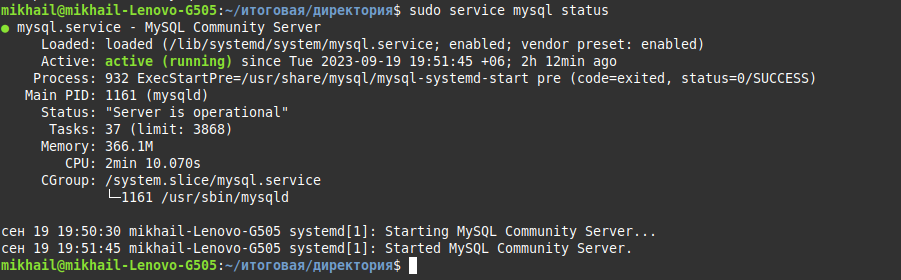 mikhail@mikhail-Lenovo-G505:~/итоговая/директория$ sudo service mysql status
● mysql.service - MySQL Community Server
Loaded: loaded (/lib/systemd/system/mysql.service; enabled; vendor preset: enabled)
Active: active (running) since Tue 2023-09-19 19:51:45 +06; 2h 12min ago
Process: 932 ExecStartPre=/usr/share/mysql/mysql-systemd-start pre (code=exited, status=0/SUCCESS)
Main PID: 1161 (mysqld)
Status: "Server is operational"
Tasks: 37 (limit: 3868)
Memory: 366.1M
CPU: 2min 10.070s
CGroup: /system.slice/mysql.service
└─1161 /usr/sbin/mysqld
сен 19 19:50:30 mikhail-Lenovo-G505 systemd[1]: Starting MySQL Community Server...
сен 19 19:51:45 mikhail-Lenovo-G505 systemd[1]: Started MySQL Community Server.
mikhail@mikhail-Lenovo-G505:~/итоговая/директория$